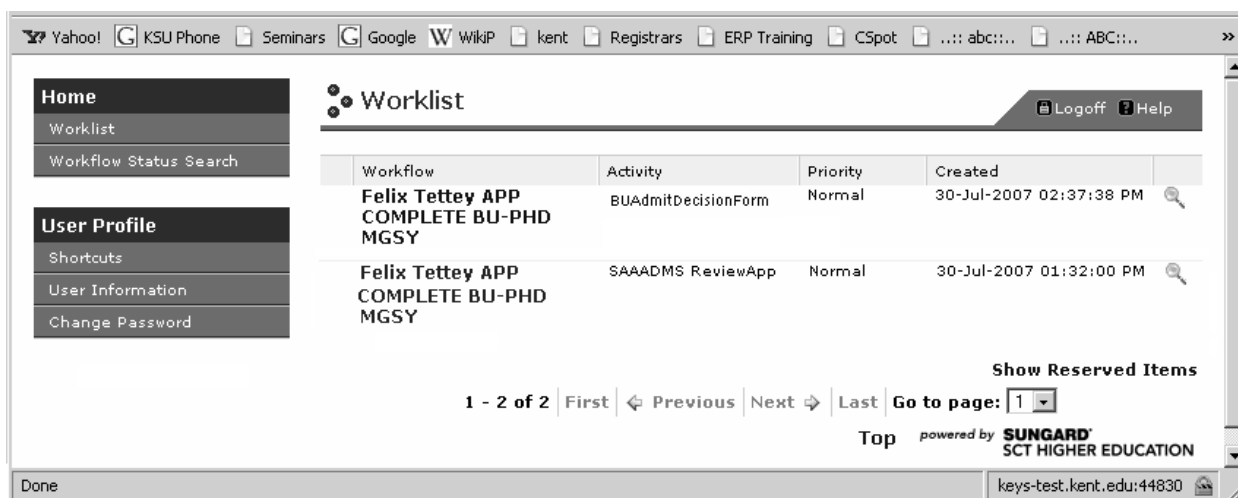 Yahoo! KSU Phone Seminars Google WikiP kent Registrars ERP Training CSpot ..:: abc::.. ..:: ABC::.. »
Home
Worklist
Workflow Status Search
User Profile
Shortcuts
User Information
Change Password
Worklist
Logoff Help
Workflow Activity Priority Created
Felix Tettey APP BUAdmitDecisionForm Normal 30-Jul-2007 02:37:38 PM
COMPLETE BU-PHD
MGSY
Felix Tettey APP SAAADMS ReviewApp Normal 30-Jul-2007 01:32:00 PM
COMPLETE BU-PHD
MGSY
Show Reserved Items
1 - 2 of 2 First Previous Next Last Go to page: 1
Top powered by SUNGARD'
SCT HIGHER EDUCATION
Done keys-test.kent.edu:44830